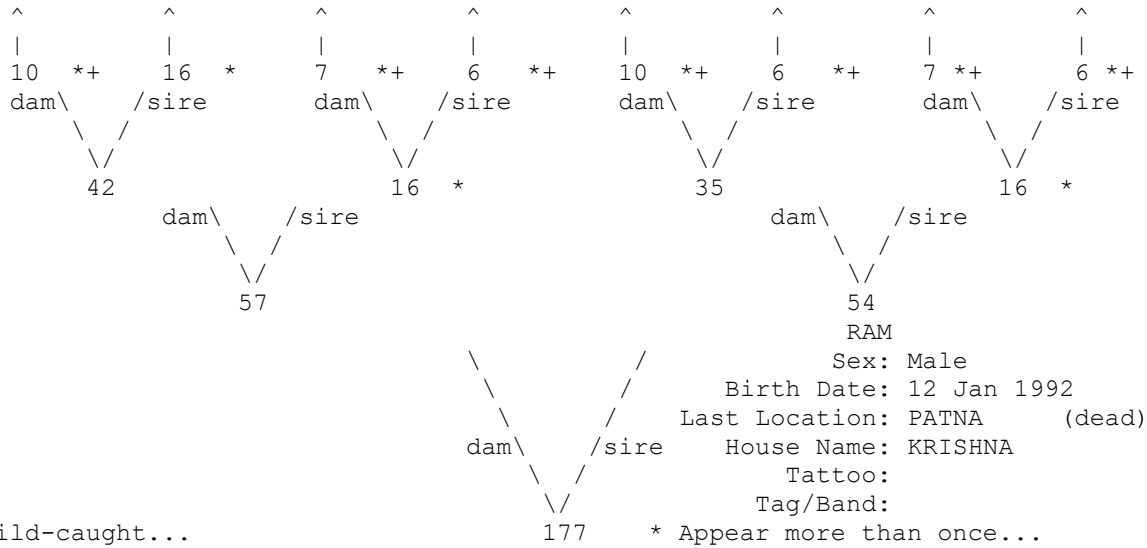 ^ ^ ^ ^ ^ ^ ^ ^
| | | | | | | |
10 *+ 16 * 7 *+ 6 *+ 10 *+ 6 *+ 7 *+ 6 *+
dam\ /sire dam\ /sire dam\ /sire dam\ /sire
\ / \ / \ / \ /
\/ \/ \/ \/
42 16 * 35 16 *
dam\ /sire dam\ /sire
\ / \ /
\/ \/
57 54
RAM
\ / Sex: Male
\ / Birth Date: 12 Jan 1992
\ / Last Location: PATNA (dead)
dam\ /sire House Name: KRISHNA
\ / Tattoo:
\/ Tag/Band:
ild-caught... 177 * Appear more than once...